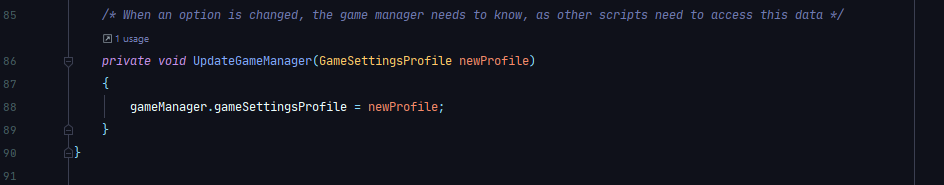 85 /* When an option is changed, the game manager needs to know, as other scripts need to access this data */
1 usage
86 private void UpdateGameManager(GameSettingsProfile newProfile)
87 {
88 gameManager.gameSettingsProfile = newProfile;
89 }
90 }
91